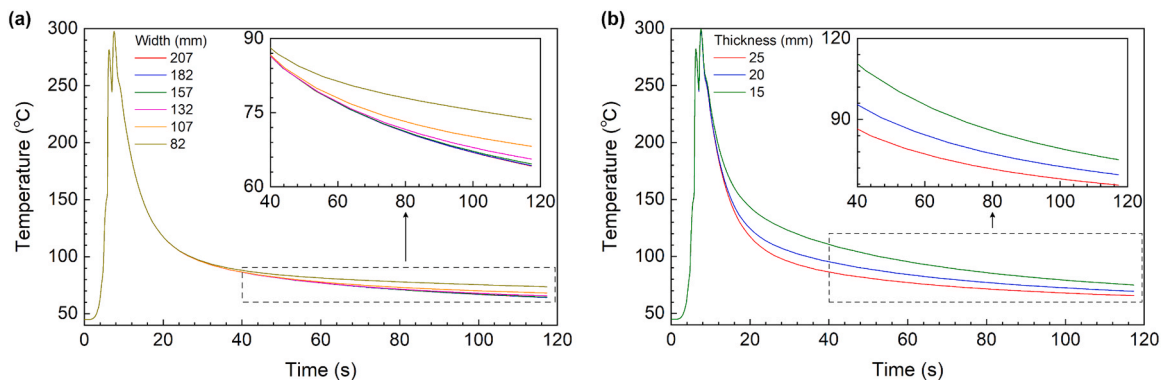 (a)
Temperature (℃)
300
250
200
150
100
50
0 20 40 60 80 100 120
Time (s)
Width (mm)
207
182
157
132
107
82
90
75
60
40 60 80 100 120
(b)
Temperature (℃)
300
250
200
150
100
50
0 20 40 60 80 100 120
Time (s)
Thickness (mm)
25
20
15
120
90
40 60 80 100 120